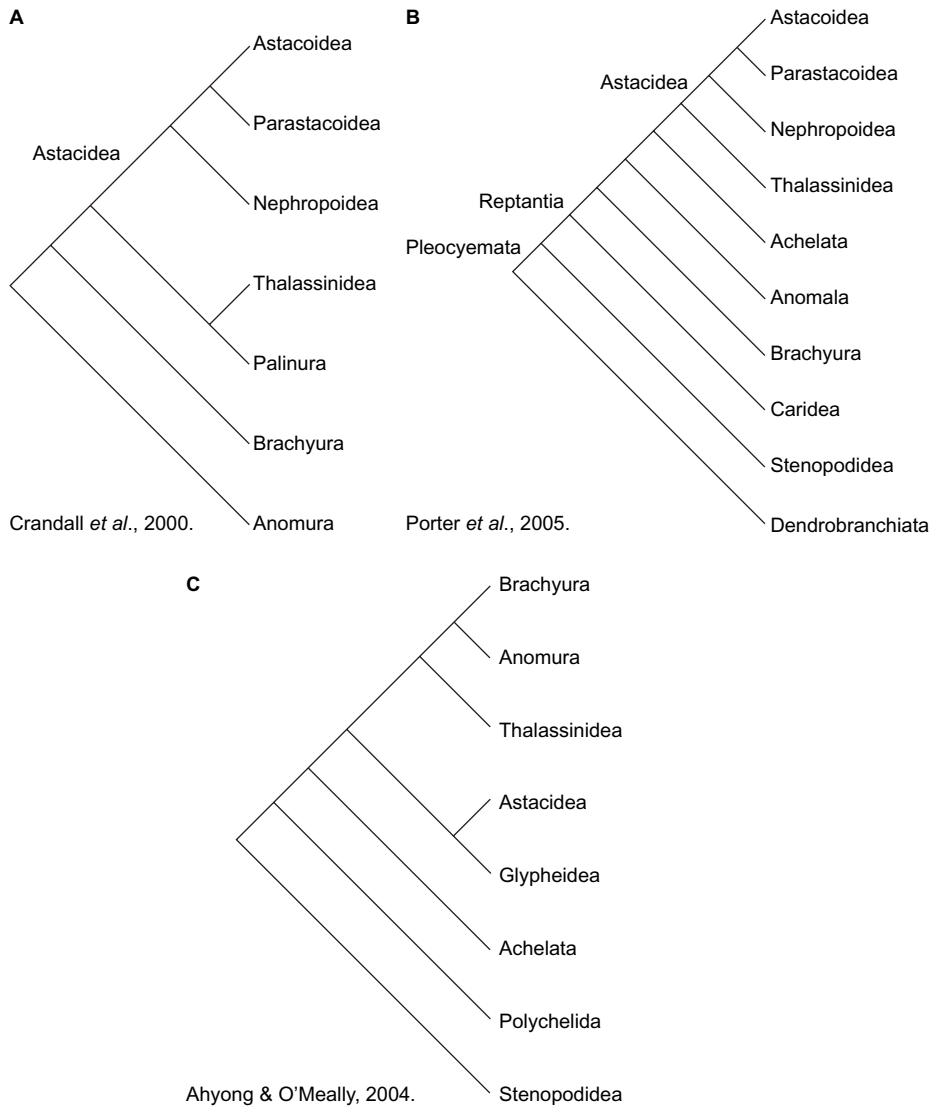 A
Astacoidea
Parastacoidea
Astacidea
Nephropoidea
Thalassinidea
Palinura
Brachyura
Anomura
Crandall et al., 2000.
B
Astacoidea
Parastacoidea
Astacidea
Nephropoidea
Thalassinidea
Reptantia
Achelata
Pleocyemata
Anomala
Brachyura
Caridea
Stenopodidea
Dendrobranchiata
Porter et al., 2005.
C
Brachyura
Anomura
Thalassinidea
Astacidea
Glypheidea
Achelata
Polychelida
Stenopodidea
Ahyong & O’Meally, 2004.